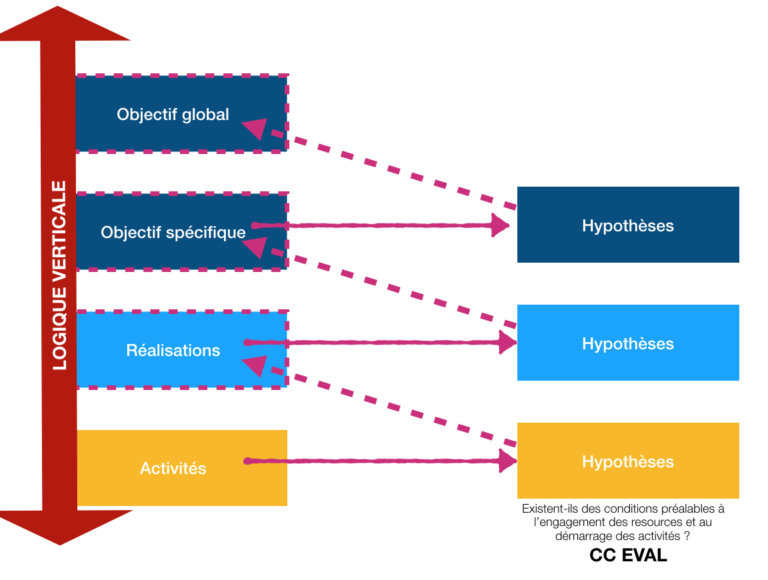 LOGIQUE VERTICALE
Objectif global
Objectif spécifique
Hypothèses
Réalisations
Hypothèses
Activités
Hypothèses
Existent-ils des conditions préalables à
l'engagement des resources et au
démarrage des activités ?
CC EVAL